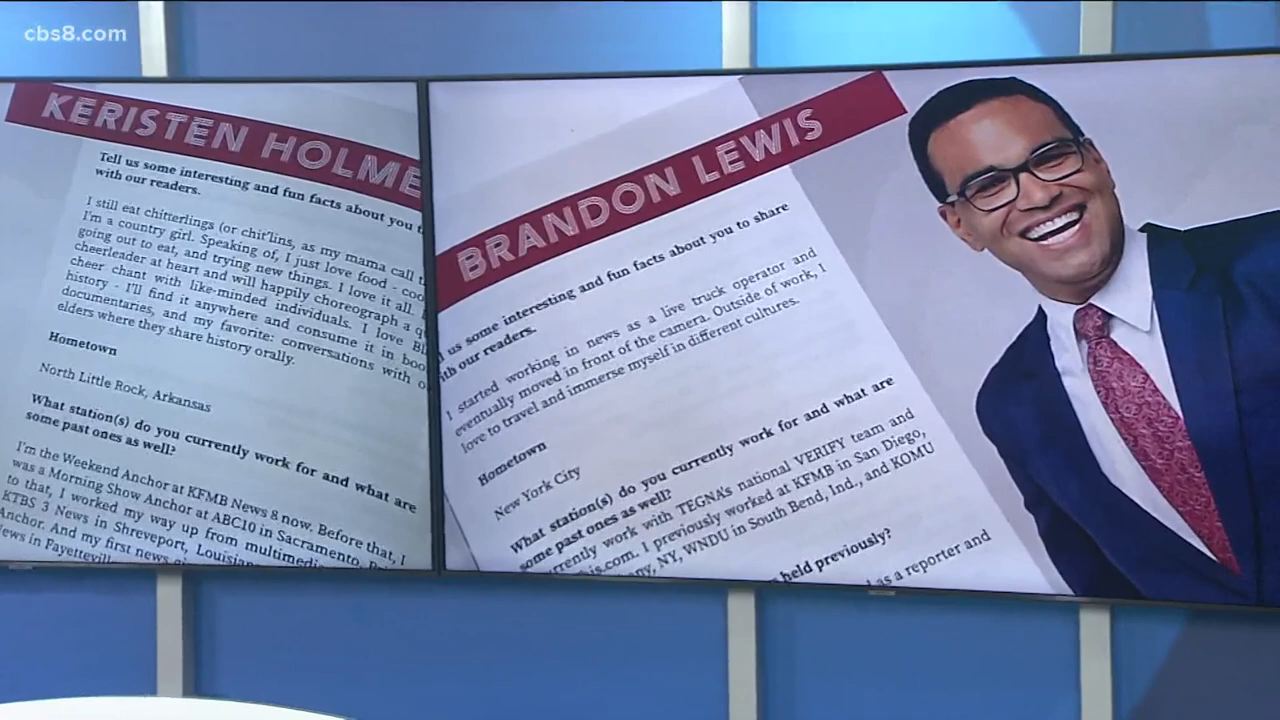 cbs8.com
KERISTEN HOLME
Tell us some interesting and fun facts about you t
with our readers.
I still eat chitterlings (or chit'lins, as my mama call t
I'm a country girl. Speaking of, I just love food - coo
going out to eat, and trying new things. I love it all.
cheerleader at heart and will happily choreograph a q
cheer chant with like-minded individuals. I love Bl
history - I'll find it anywhere and consume it in boo
documentaries, and my favorite: conversations with o
elders where they share history orally.
Hometown
North Little Rock, Arkansas
What station(s) do you currently work for and what are
some past ones as well?
I'm the Weekend Anchor at KFMB News 8 now. Before that, I
was a Morning Show Anchor at ABC10 in Sacramento.
to that, I worked my way up from multimedi
KTBS 3 News in Shreveport, Louisian
Anchor. And my first news
ews in Fayettevill
BRANDON LEWIS
l us some interesting and fun facts about you to share
ith our readers.
I started working in news as a live truck operator and
eventually moved in front of the camera. Outside of work, I
love to travel and immerse myself in different cultures.
Hometown
New York City
What station(s) do you currently work for and what are
some past ones as well?
rrently work with TEGNA's national VERIFY team and
his.com. I previously worked at KFMB in San Diego,
any, NY, WNDU in South Bend, Ind., and KOMU
held previously?
as a reporter and